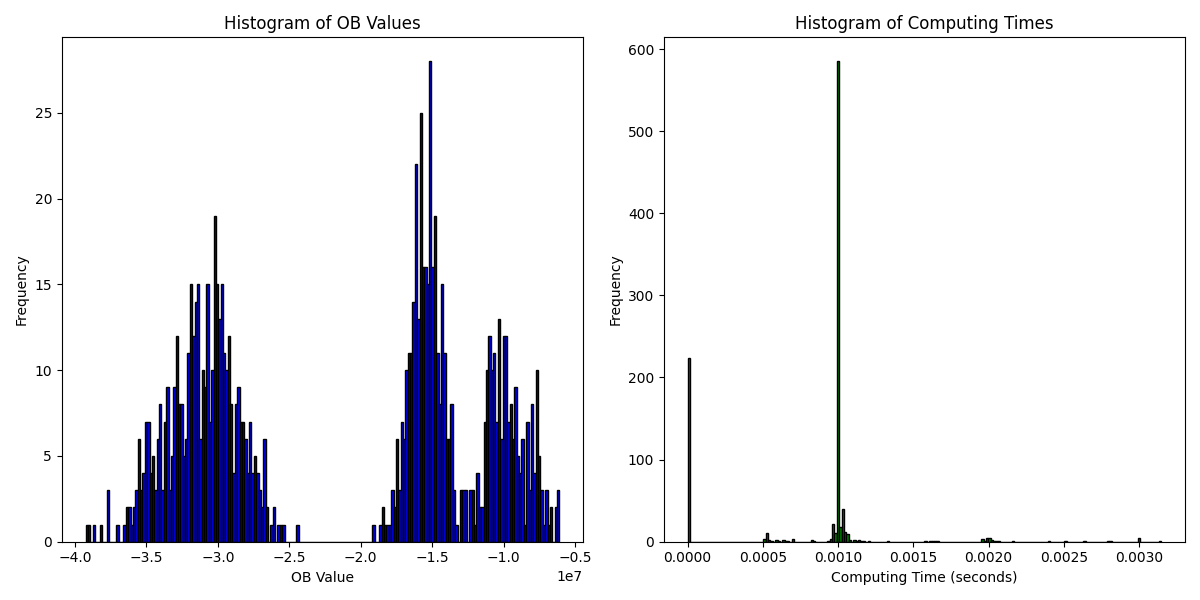 Histogram of OB Values
Frequency
25
20
15
10
5
0
−4.0 −3.5 −3.0 −2.5 −2.0 −1.5 −1.0 −0.5
1e7
OB Value
Histogram of Computing Times
Frequency
600
500
400
300
200
100
0
0.0000 0.0005 0.0010 0.0015 0.0020 0.0025 0.0030
Computing Time (seconds)